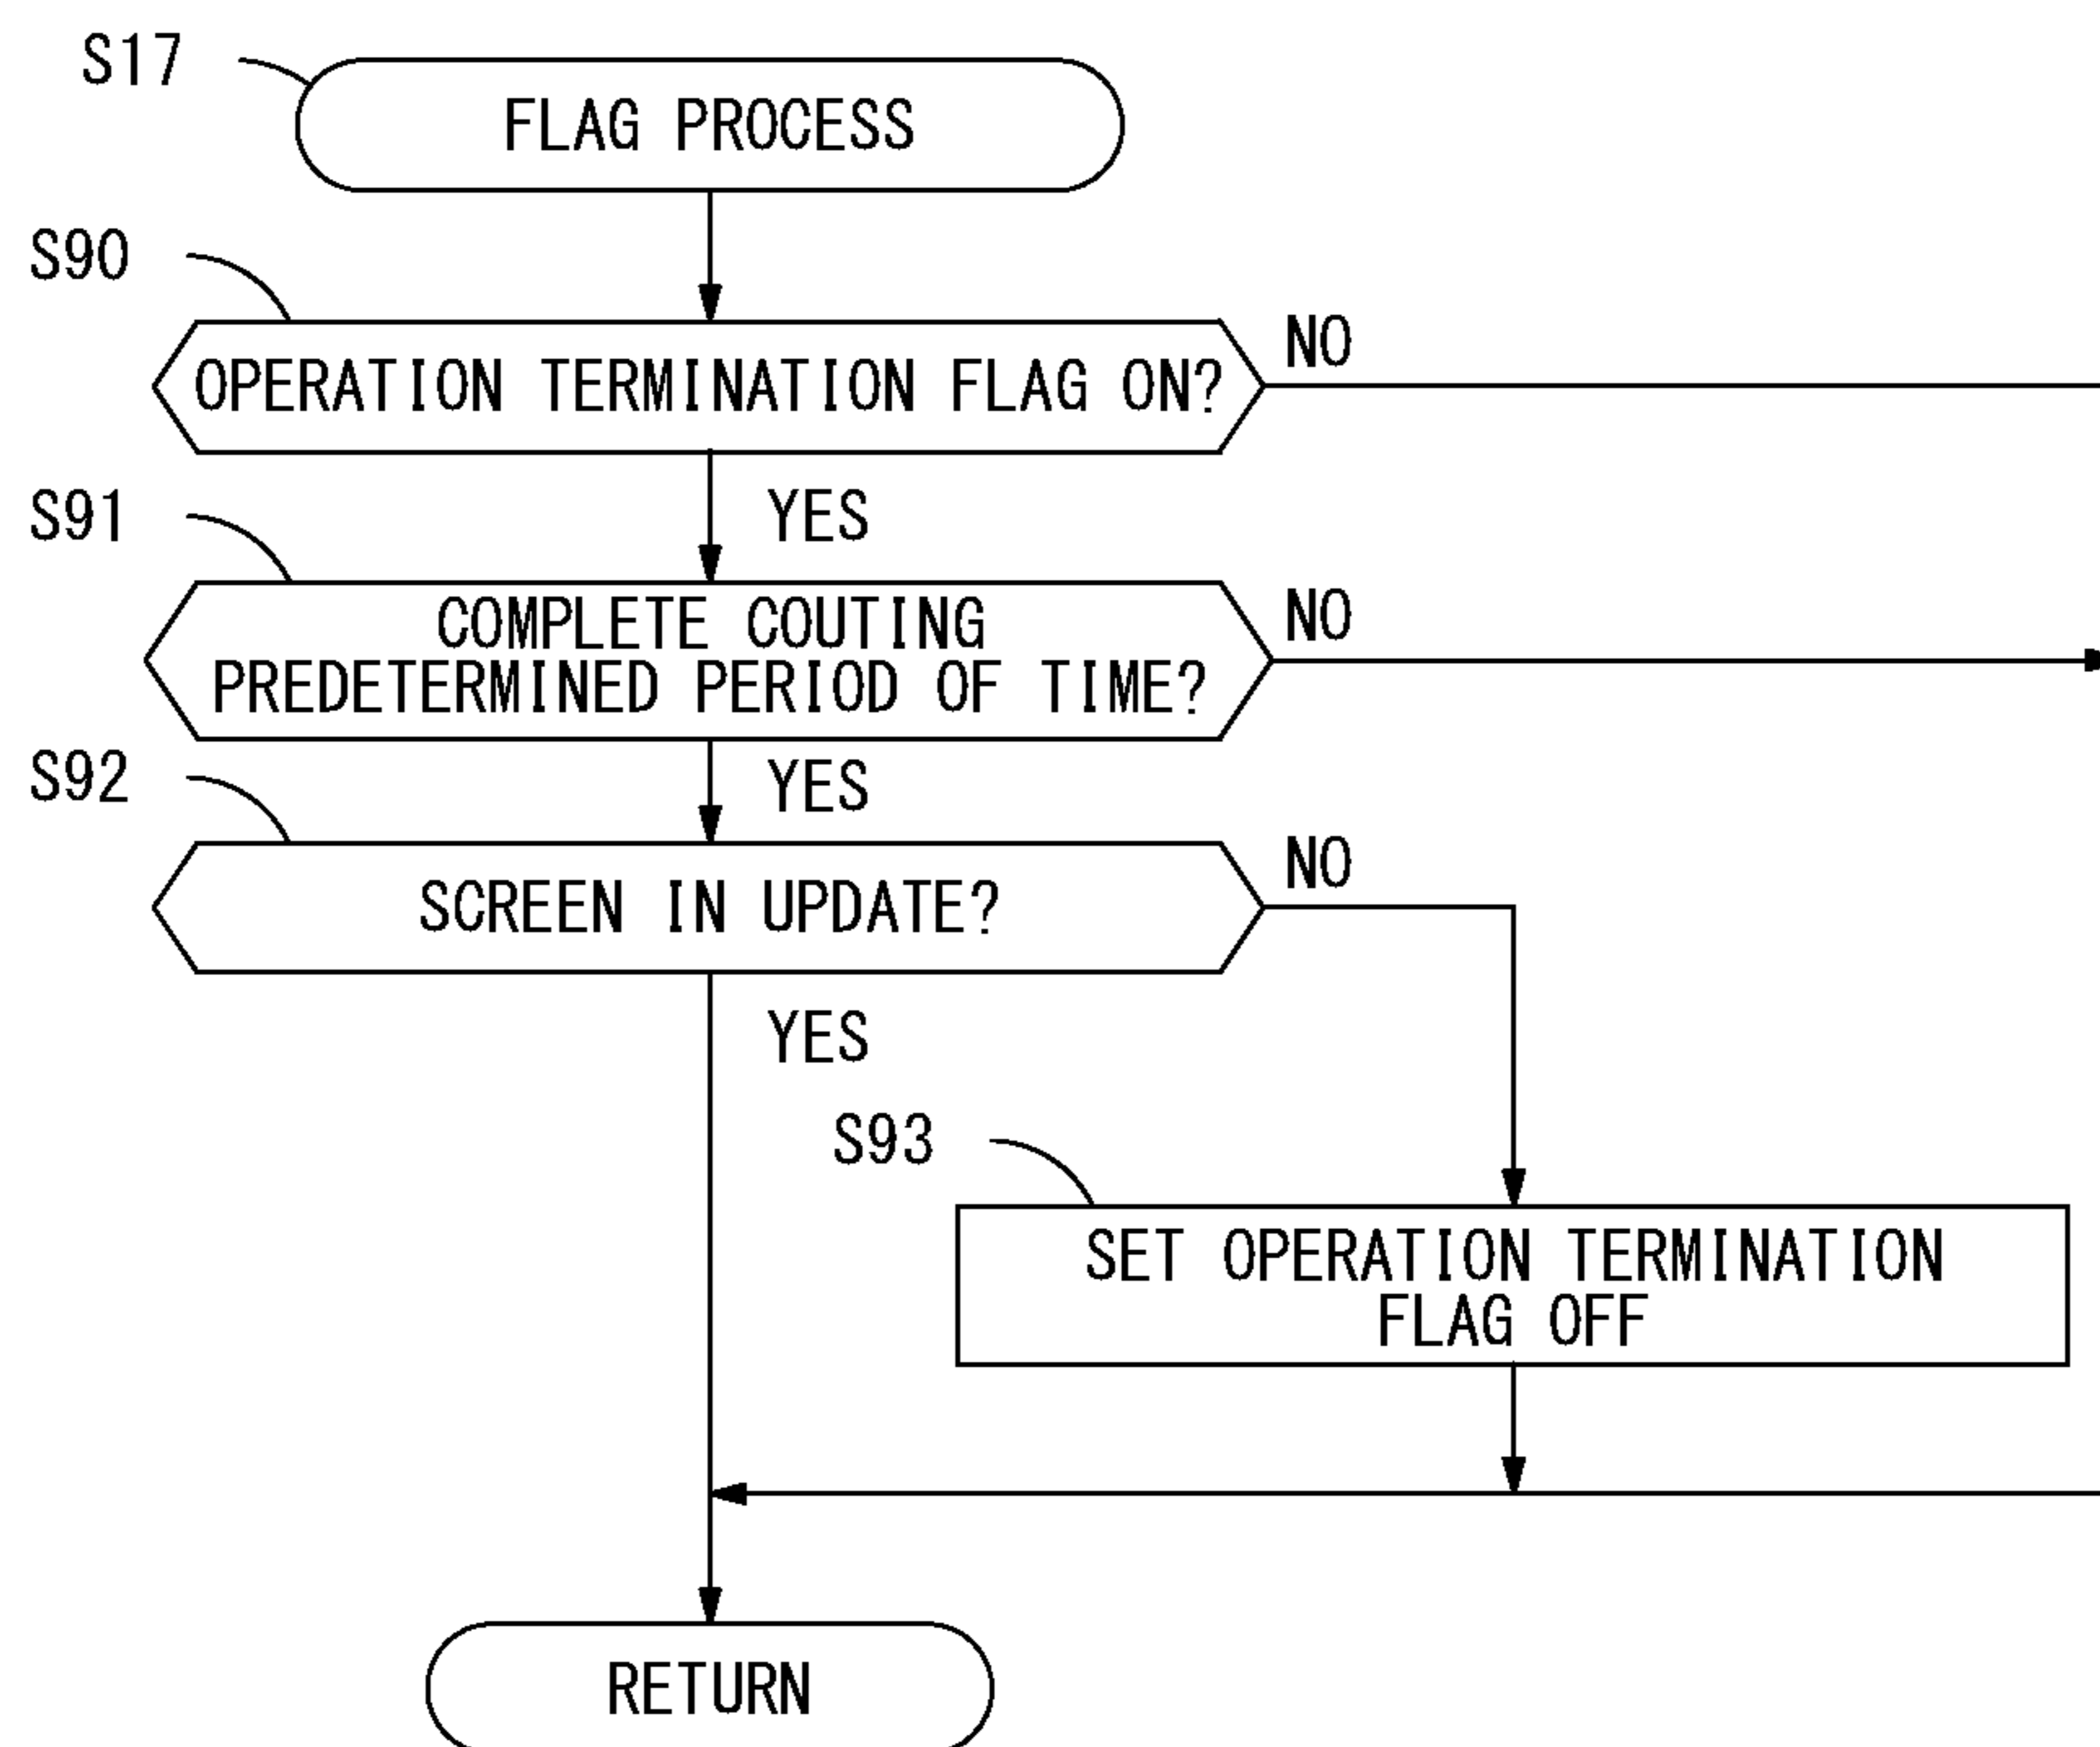 S17
FLAG PROCESS
S90
OPERATION TERMINATION FLAG ON?
NO
YES
S91
COMPLETE COUTING
PREDETERMINED PERIOD OF TIME?
NO
YES
S92
SCREEN IN UPDATE?
NO
YES
S93
SET OPERATION TERMINATION
FLAG OFF
RETURN